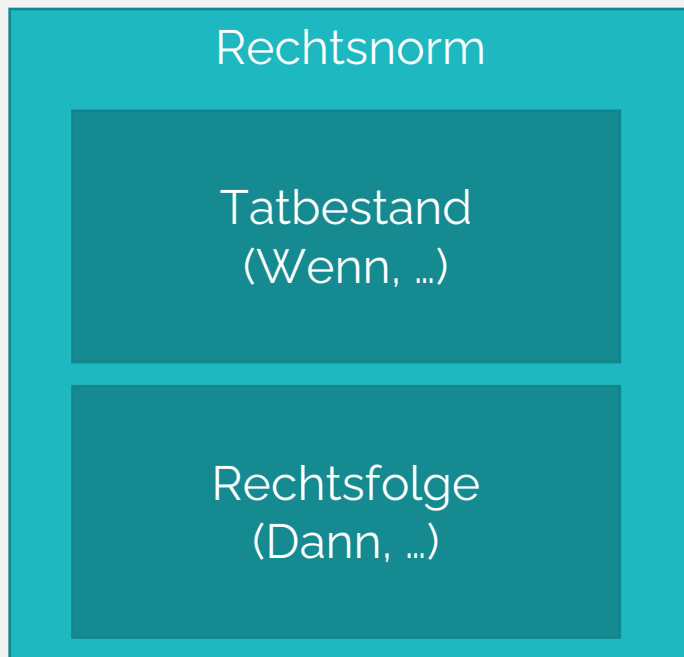 Rechtsnorm
Tatbestand
(Wenn, ...)
Rechtsfolge
(Dann, ...)